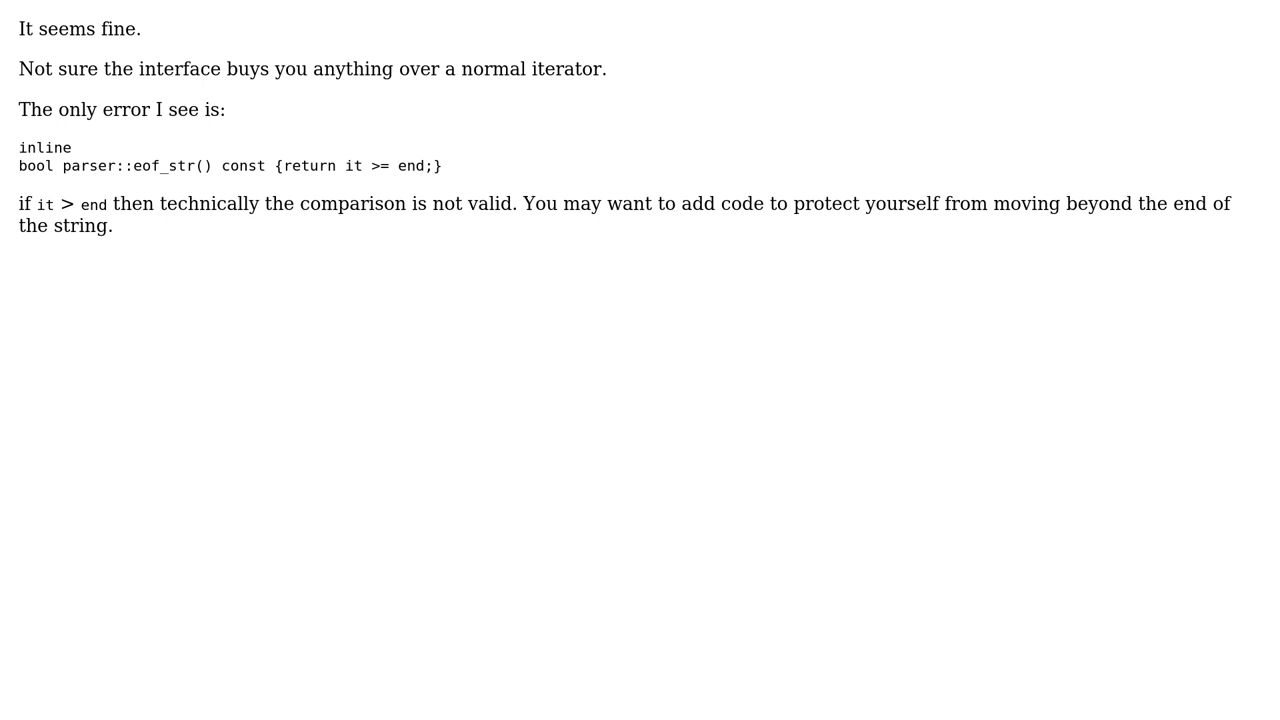 It seems fine.
Not sure the interface buys you anything over a normal iterator.
The only error I see is:
inline
bool parser::eof_str() const {return it >= end;}
if it > end then technically the comparison is not valid. You may want to add code to protect yourself from moving beyond the end of
the string.